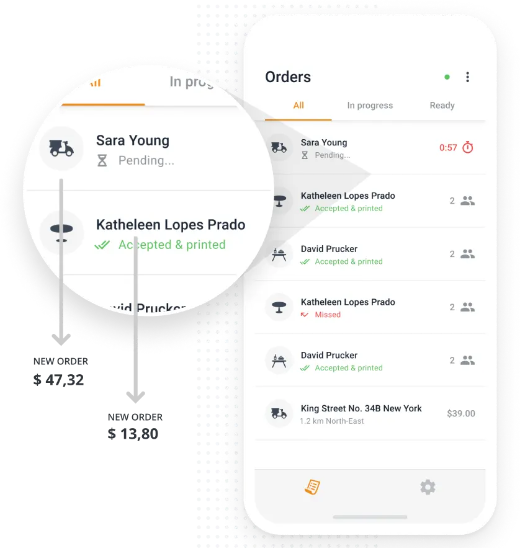 In prog
Sara Young
Pending...
Katheleen Lopes Prado
Accepted & printed
David Prucker
NEW ORDER
$ 47,32
NEW ORDER
$ 13,80
Orders
All
In progress
Ready
Sara Young
0:57
Pending...
Katheleen Lopes Prado
2
Accepted & printed
David Prucker
2
Accepted & printed
Katheleen Lopes Prado
2
Missed
David Prucker
2
Accepted & printed
King Street No. 34B New York
$39.00
1.2 km North-East